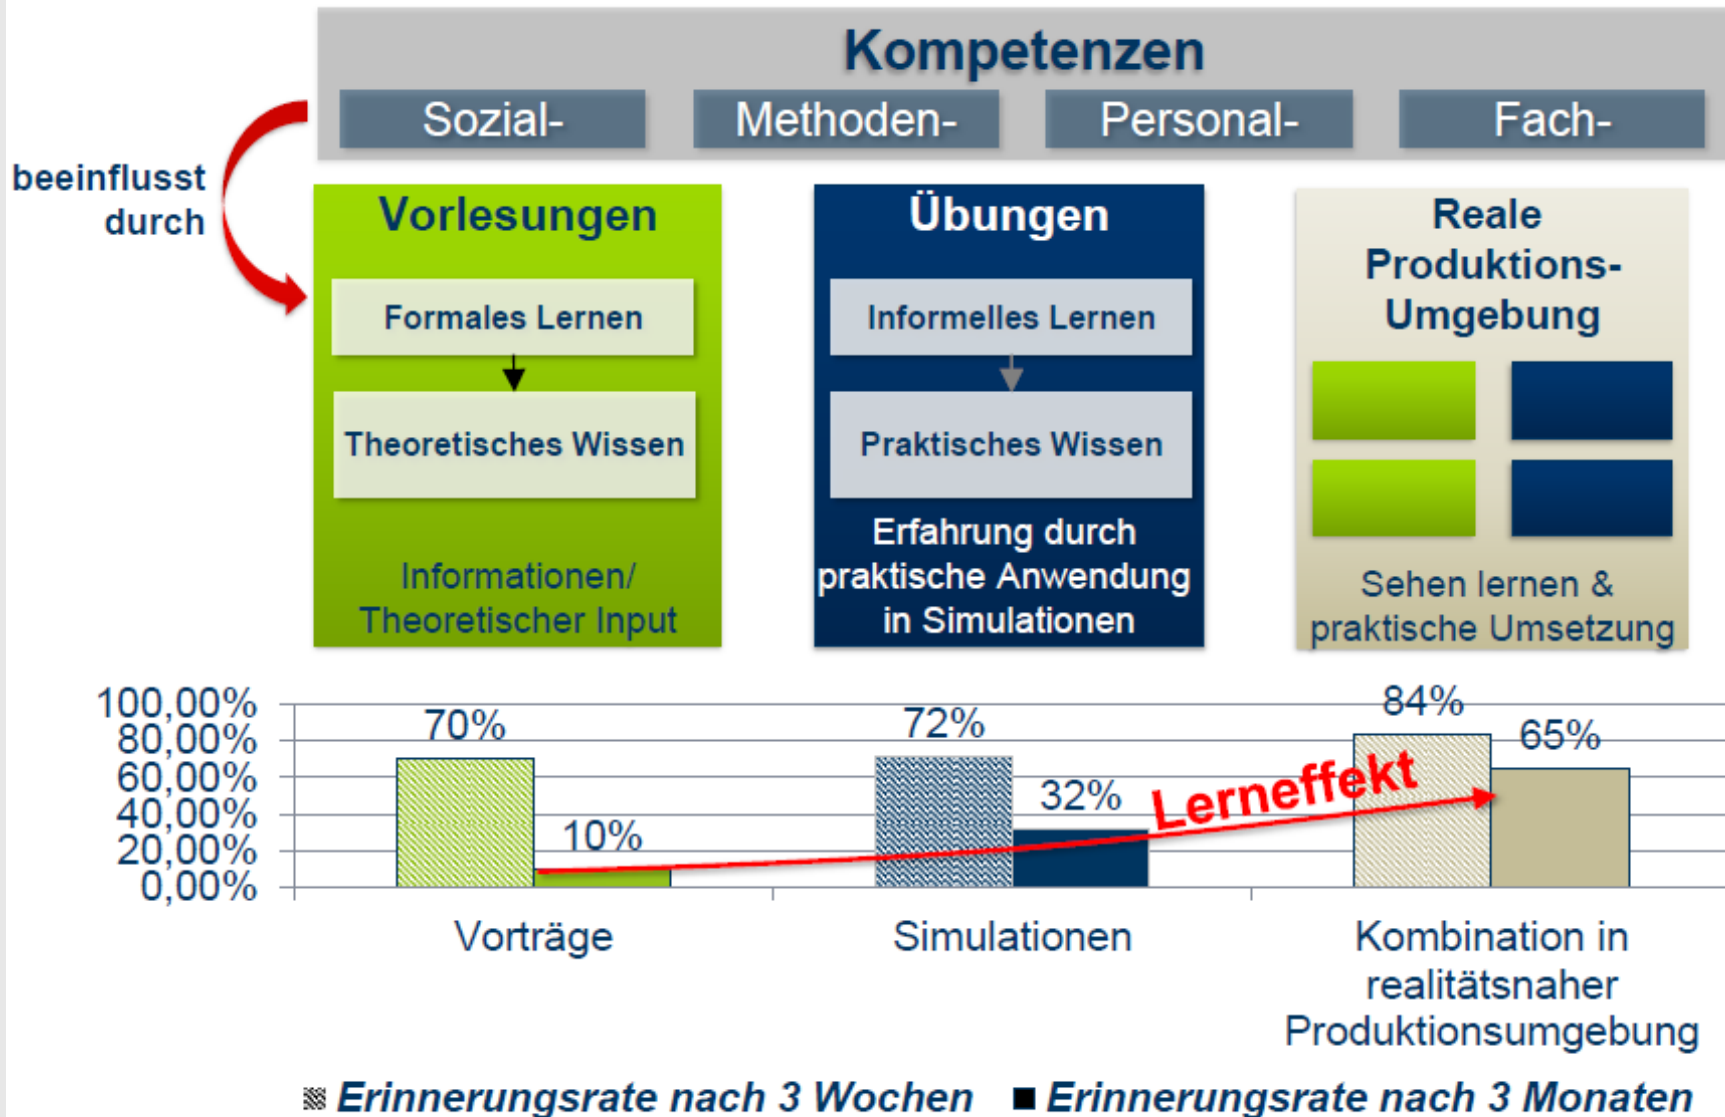 Kompetenzen
Sozial-
Methoden-
Personal-
Fach-
beeinflusst
durch
Vorlesungen
Formales Lernen
Theoretisches Wissen
Informationen/
Theoretischer Input
Übungen
Informelles Lernen
Praktisches Wissen
Erfahrung durch
praktische Anwendung
in Simulationen
Reale
Produktions-
Umgebung
Sehen lernen &
praktische Umsetzung
100,00%
80,00%
60,00%
40,00%
20,00%
0,00%
70%
10%
72%
32%
84%
65%
Lerneffekt
Vorträge
Simulationen
Kombination in
realitätsnaher
Produktionsumgebung
Erinnerungsrate nach 3 Wochen
Erinnerungsrate nach 3 Monaten